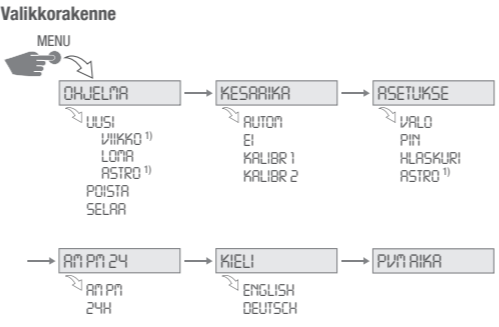 Valikkorakenne
MENU
OHJELMA
KESAAIKA
ASETUKSE
UUSI
VIIKKO 1)
LOMA
ASTRO 1)
POISTA
SELAA
AUTOM
EI
KALIBR 1
KALIBR 2
VALO
PIN
HLASKURI
ASTRO 1)
AM PM 24
KIELI
PVM AIKA
AM PM
24H
ENGLISH
DEUTSCH